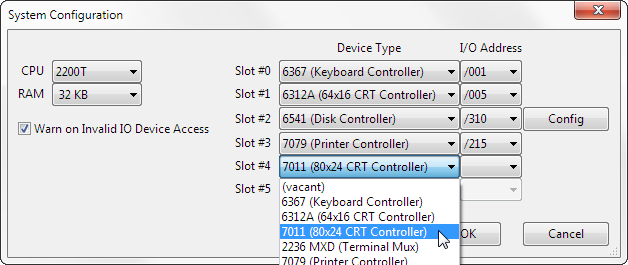 System Configuration
Device Type I/O Address
CPU 2200T Slot #0 6367 (Keyboard Controller) /001
RAM 32 KB Slot #1 6312A (64x16 CRT Controller) /005
Warn on Invalid IO Device Access Slot #2 6541 (Disk Controller) /310 Config
Slot #3 7079 (Printer Controller) /215
Slot #4 7011 (80x24 CRT Controller)
Slot #5 (vacant)
6367 (Keyboard Controller)
6312A (64x16 CRT Controller)
7011 (80x24 CRT Controller) OK Cancel
2236 MXD (Terminal Mux)
7079 (Printer Controller)